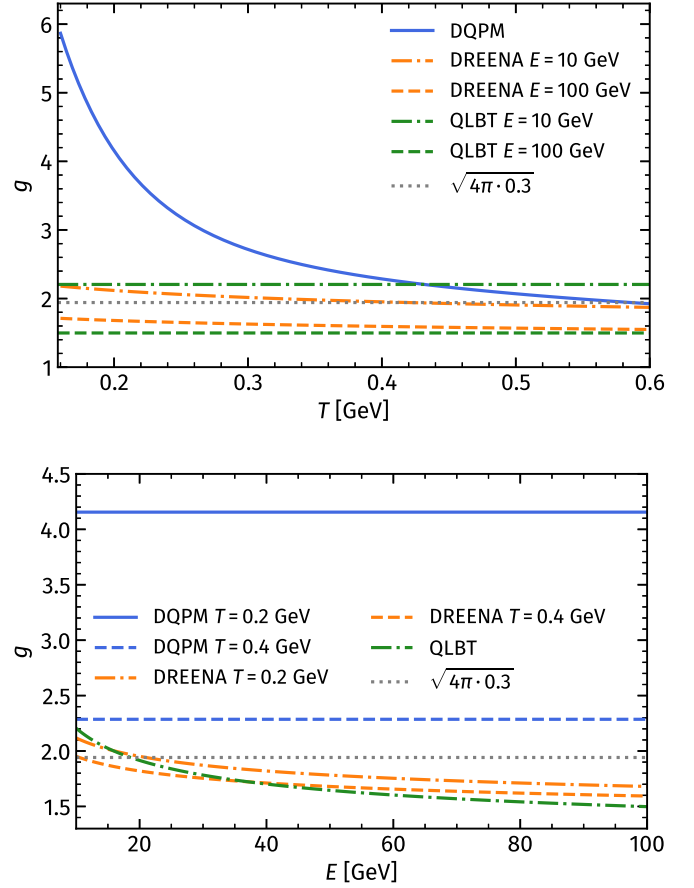 6
5
4
3
2
1
g
DQPM
DREENA E = 10 GeV
DREENA E = 100 GeV
QLBT E = 10 GeV
QLBT E = 100 GeV
√4π · 0.3
0.2 0.3 0.4 0.5 0.6
T [GeV]
4.5
4.0
3.5
3.0
2.5
2.0
1.5
g
DQPM T = 0.2 GeV
DQPM T = 0.4 GeV
DREENA T = 0.2 GeV
DREENA T = 0.4 GeV
QLBT
√4π · 0.3
20 40 60 80 100
E [GeV]